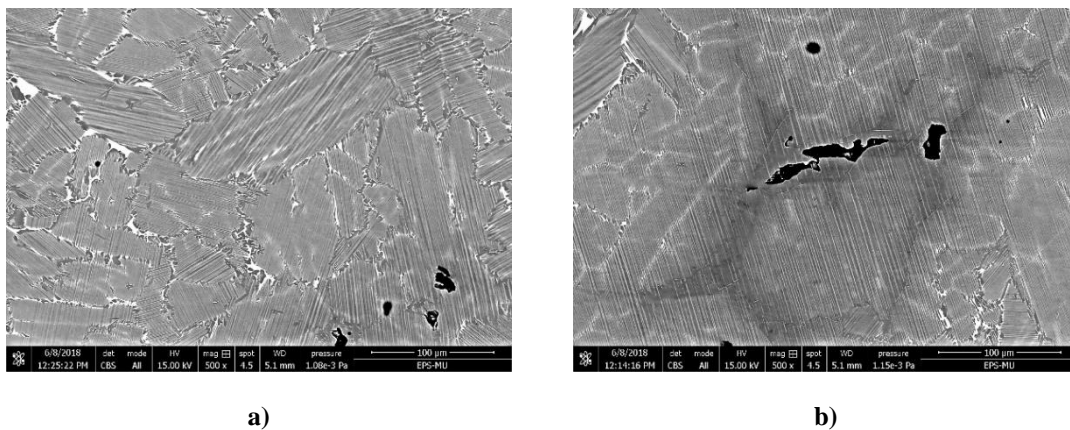 6/8/2018 det mode HV mag spot WD pressure 100 µm
12:25:22 PM CBS All 15.00 kV 500 x 4.5 5.1 mm 1.08e-3 Pa EPS-MU
6/8/2018 det mode HV mag spot WD pressure 100 µm
12:14:16 PM CBS All 15.00 kV 500 x 4.5 5.1 mm 1.15e-3 Pa EPS-MU
a)
b)